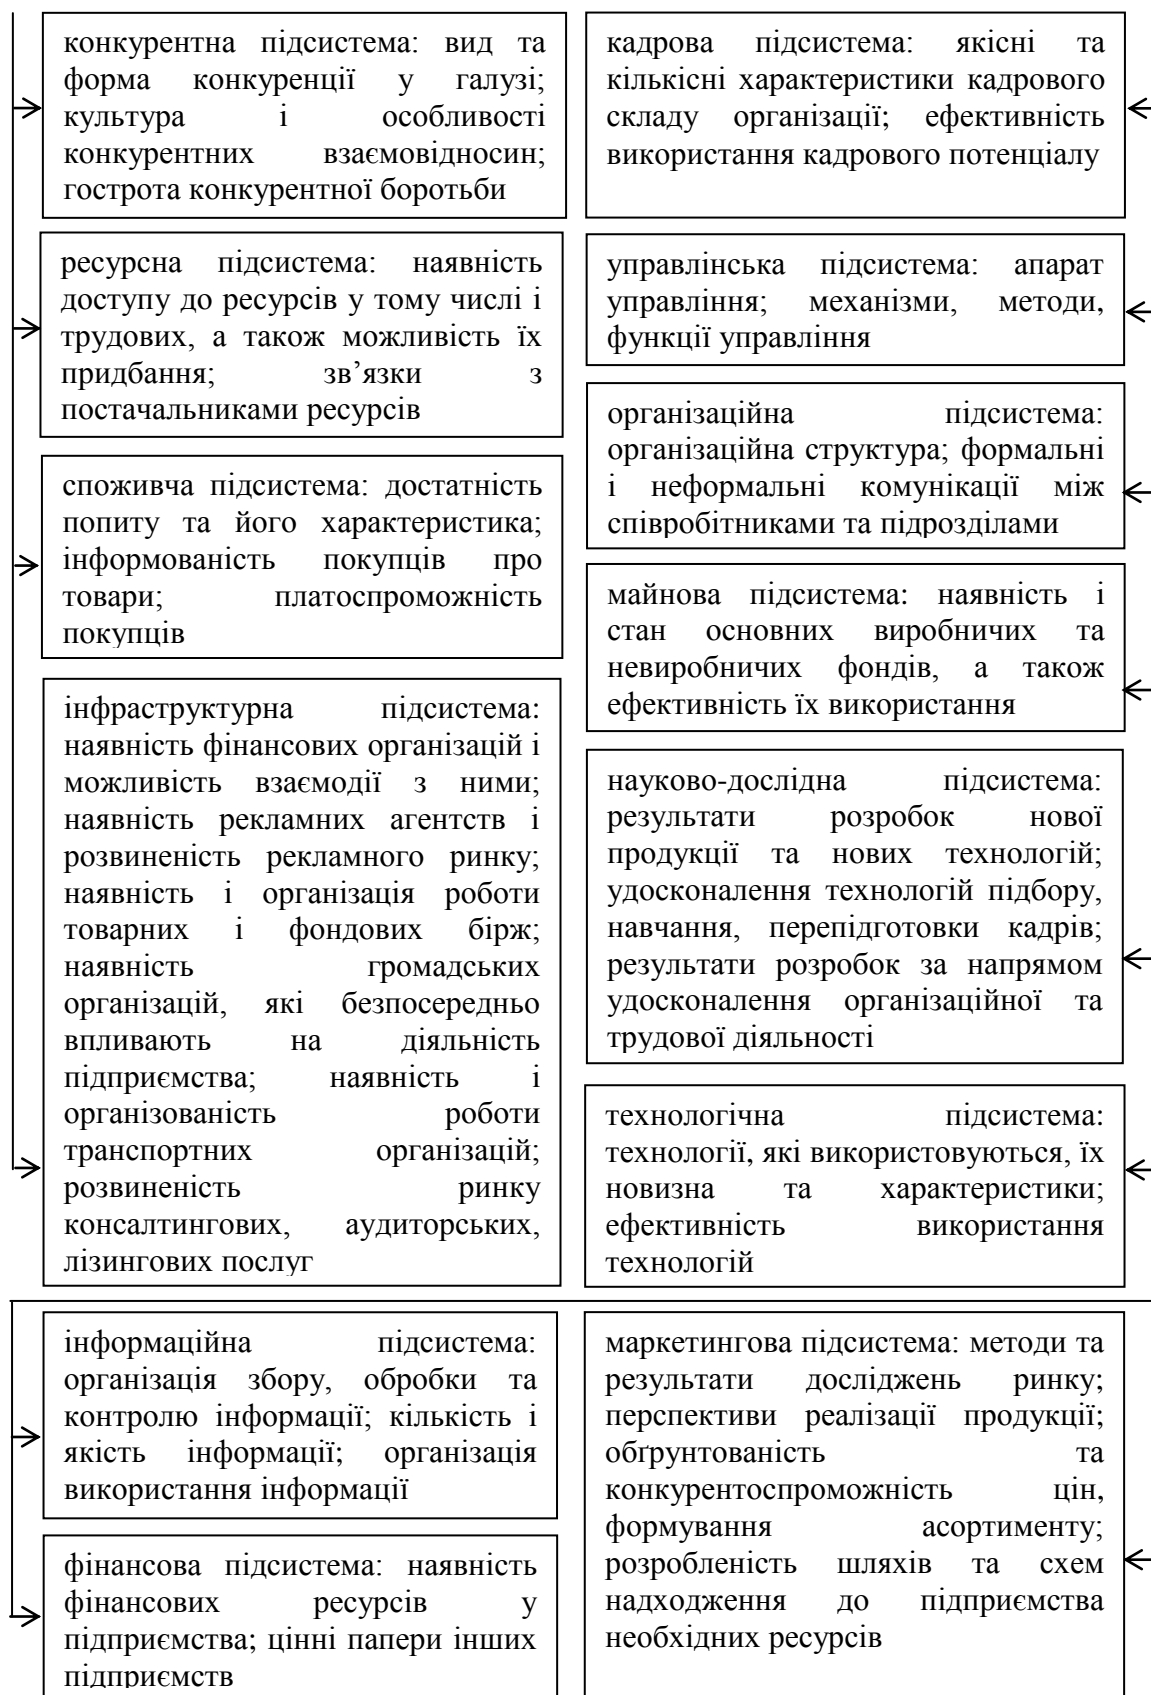 конкурентна підсистема: вид та
форма конкуренції у галузі;
культура і особливості
конкурентних взаємовідносин;
гострота конкурентної боротьби
ресурсна підсистема: наявність
доступу до ресурсів у тому числі і
трудових, а також можливість їх
придбання; зв’язки з
постачальниками ресурсів
споживча підсистема: достатність
попиту та його характеристика;
інформованість покупців про
товари; платоспроможність
покупців
інфраструктурна підсистема:
наявність фінансових організацій і
можливість взаємодії з ними;
наявність рекламних агентств і
розвиненість рекламного ринку;
наявність і організація роботи
товарних і фондових бірж;
наявність громадських
організацій, які безпосередньо
впливають на діяльність
підприємства; наявність і
організованість роботи
транспортних організацій;
розвиненість ринку
консалтингових, аудиторських,
лізингових послуг
кадрова підсистема: якісні та
кількісні характеристики кадрового
складу організації; ефективність
використання кадрового потенціалу
управлінська підсистема: апарат
управління; механізми, методи,
функції управління
організаційна підсистема:
організаційна структура; формальні
і неформальні комунікації між
співробітниками та підрозділами
майнова підсистема: наявність і
стан основних виробничих та
невиробничих фондів, а також
ефективність їх використання
науково-дослідна підсистема:
результати розробок нової
продукції та нових технологій;
удосконалення технологій підбору,
навчання, перепідготовки кадрів;
результати розробок за напрямом
удосконалення організаційної та
трудової діяльності
технологічна підсистема:
технології, які використовуються, їх
новизна та характеристики;
ефективність використання
технологій
інформаційна підсистема:
організація збору, обробки та
контролю інформації; кількість і
якість інформації; організація
використання інформації
фінансова підсистема: наявність
фінансових ресурсів у
підприємства; цінні папери інших
підприємств
маркетингова підсистема: методи та
результати досліджень ринку;
перспективи реалізації продукції;
обґрунтованість та
конкурентоспроможність цін,
формування асортименту;
розробленість шляхів та схем
надходження до підприємства
необхідних ресурсів